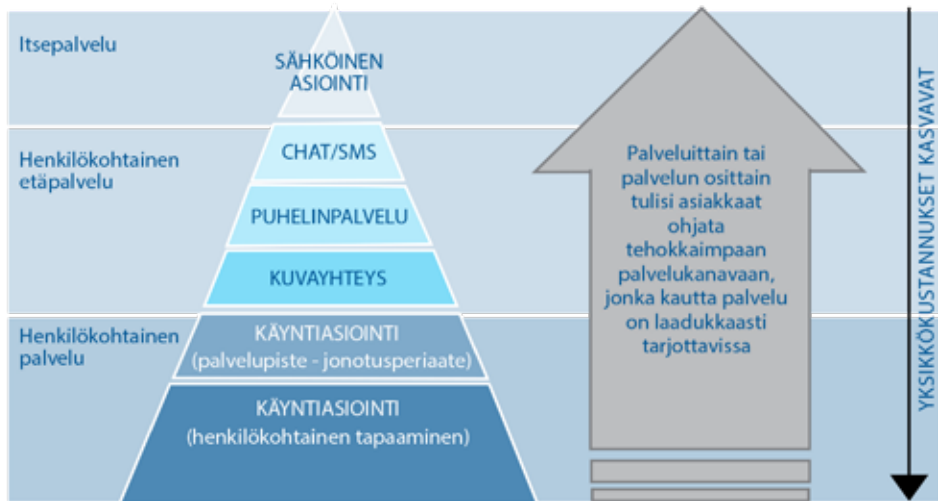 Itsepalvelu
SÄHKÖINEN
ASIOINTI
Henkilökohtainen
etäpalvelu
CHAT/SMS
PUHELINPALVELU
KUVAYHTEYS
Henkilökohtainen
palvelu
KÄYNTIASIOINTI
(palvelupiste - jonotusperiaate)
KÄYNTIASIOINTI
(henkilökohtainen tapaaminen)
Palveluittain tai
palvelun osittain
tulisi asiakkaat
ohjata
tehokkaimpaan
palvelukanavaan,
jonka kautta palvelu
on laadukkaasti
tarjottavissa
YKSIKKÖKUSTANNUKSET KASVAVAT